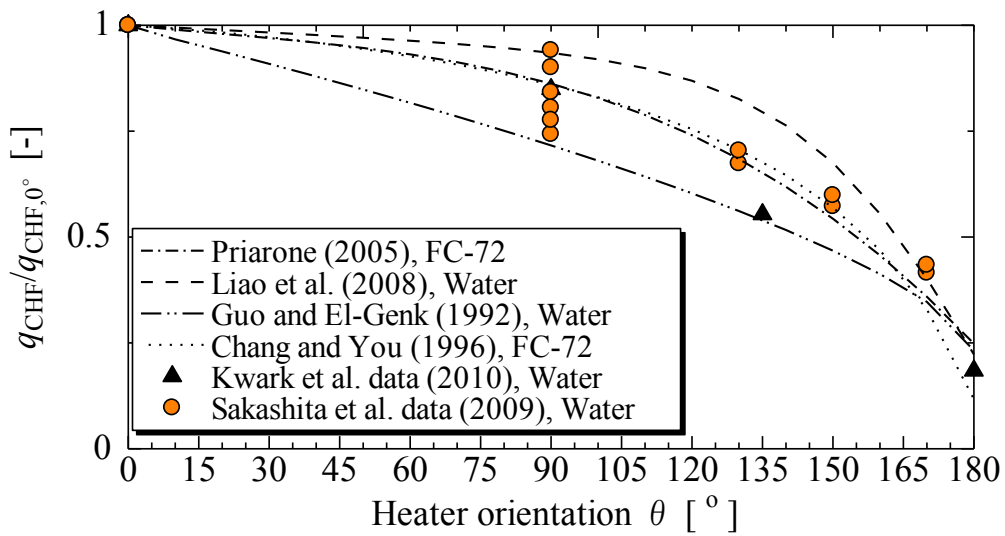 1
0.5
0
q_CHF/q_CHF,0° [-]
Priarone (2005), FC-72
Liao et al. (2008), Water
Guo and El-Genk (1992), Water
Chang and You (1996), FC-72
Kwark et al. data (2010), Water
Sakashita et al. data (2009), Water
0 15 30 45 60 75 90 105 120 135 150 165 180
Heater orientation θ [ ° ]